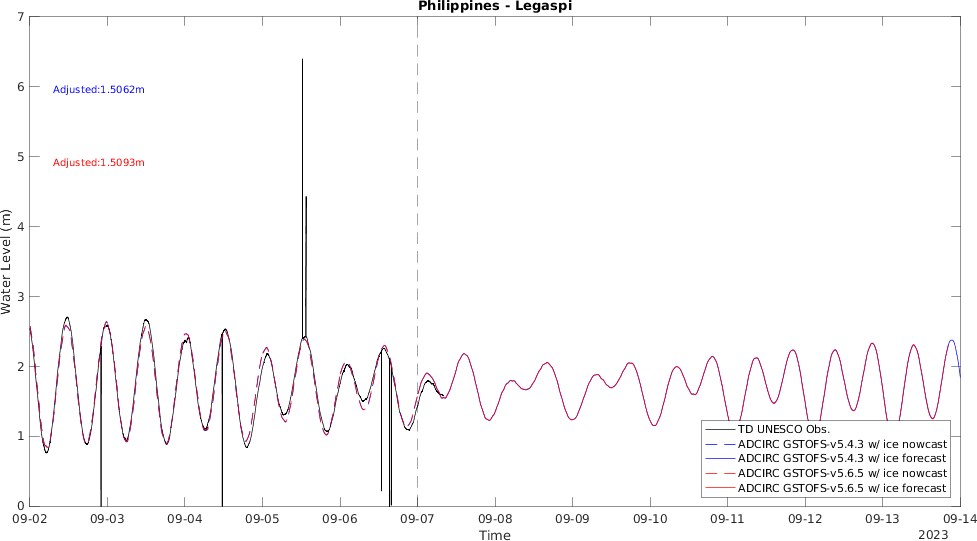 Philippines - Legaspi
7
6
5
4
3
2
1
0
Adjusted:1.5062m
Adjusted:1.5093m
Water Level (m)
TD UNESCO Obs.
ADCIRC GSTOFS-v5.4.3 w/ ice nowcast
ADCIRC GSTOFS-v5.4.3 w/ ice forecast
ADCIRC GSTOFS-v5.6.5 w/ ice nowcast
ADCIRC GSTOFS-v5.6.5 w/ ice forecast
09-02 09-03 09-04 09-05 09-06 09-07 09-08 09-09 09-10 09-11 09-12 09-13 09-14
Time
2023